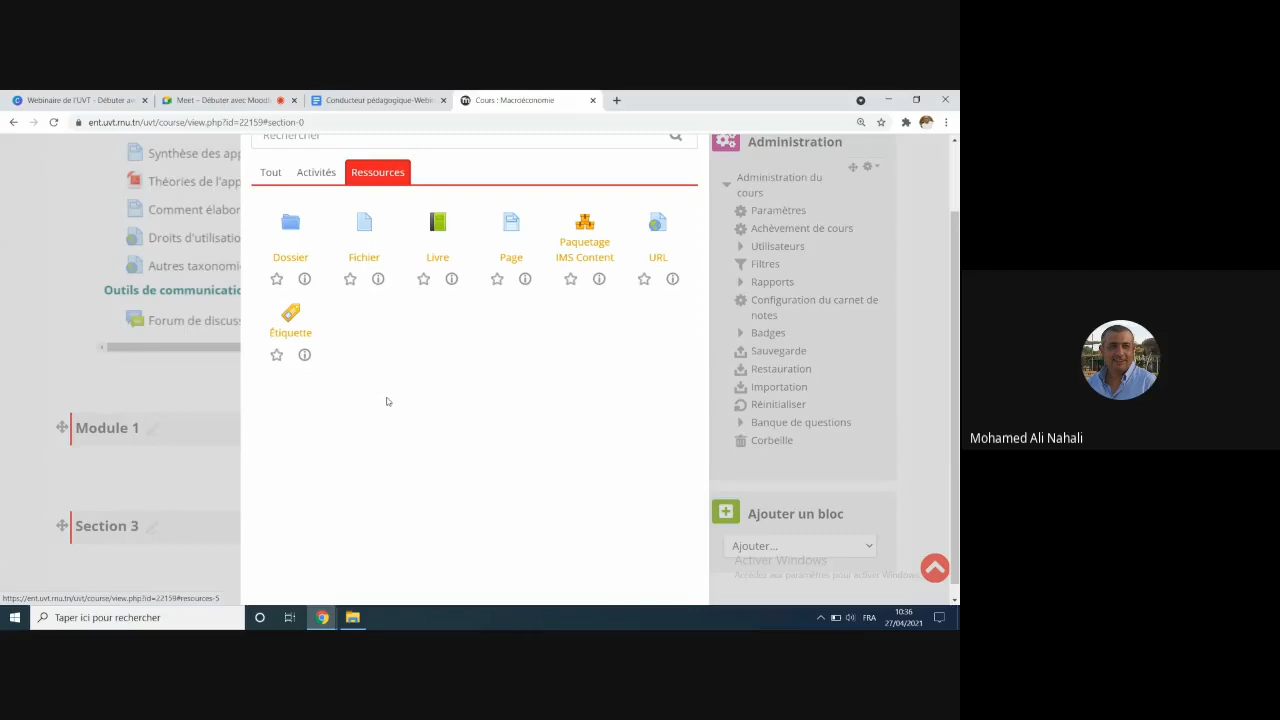 Webinaire de l'UVT - Débuter av
Meet – Débuter avec Mood
Conducteur pédagogique-Webi
Cours : Macroéconomie
ent.uvt.rnu.tn/uvt/course/view.php?id=22159#section-0
Rechercher
Tout
Activités
Ressources
Synthèse des app
Théories de l'app
Comment élabor
Droits d'utilisatio
Autres taxonomi
Outils de communicatio
Forum de discus
Module 1
Section 3
Dossier
Fichier
Livre
Page
Paquetage
IMS Content
URL
Étiquette
Administration
Administration du
cours
Paramètres
Achèvement de cours
Utilisateurs
Filtres
Rapports
Configuration du carnet de
notes
Badges
Sauvegarde
Restauration
Importation
Réinitialiser
Banque de questions
Corbeille
Ajouter un bloc
Ajouter...
Activer Windows
Accédez aux paramètres pour activer Windows
https://ent.uvt.rnu.tn/uvt/course/view.php?id=22159#resources-5
Taper ici pour rechercher
FRA
10:36
27/04/2021
Mohamed Ali Nahali